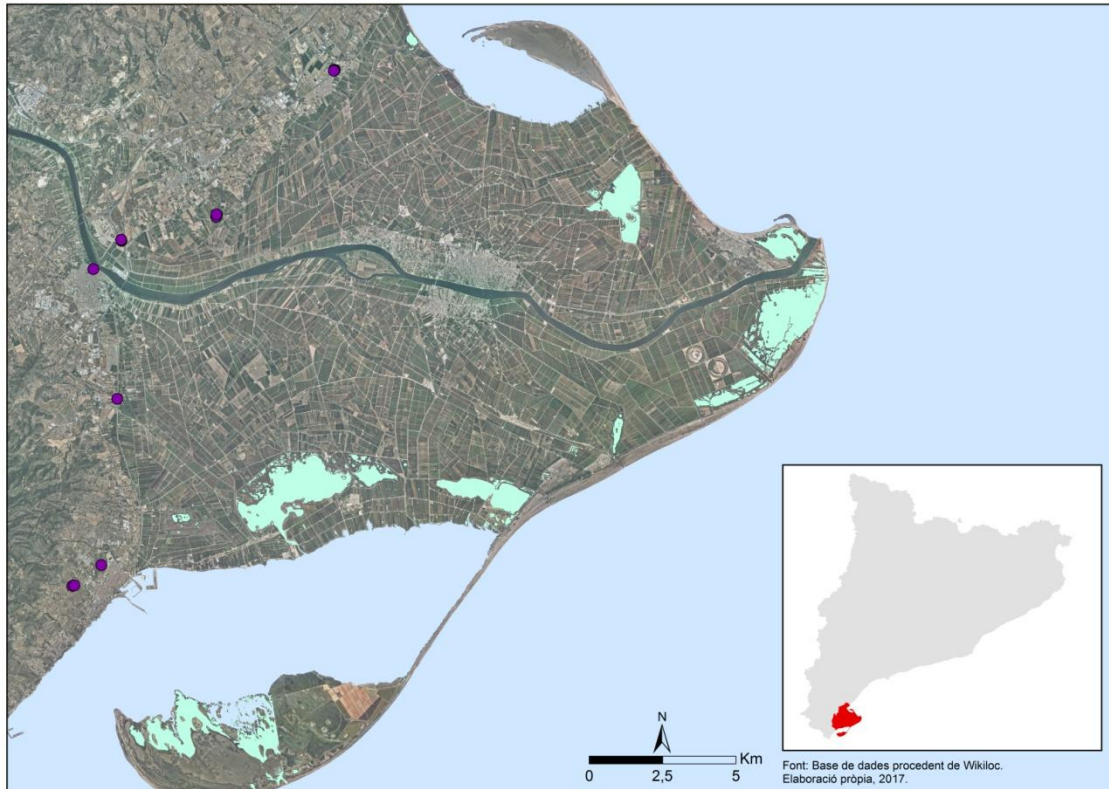 N
Km
0
2,5
5
Font: Base de dades procedent de Wikiloc.
Elaboració pròpia, 2017.